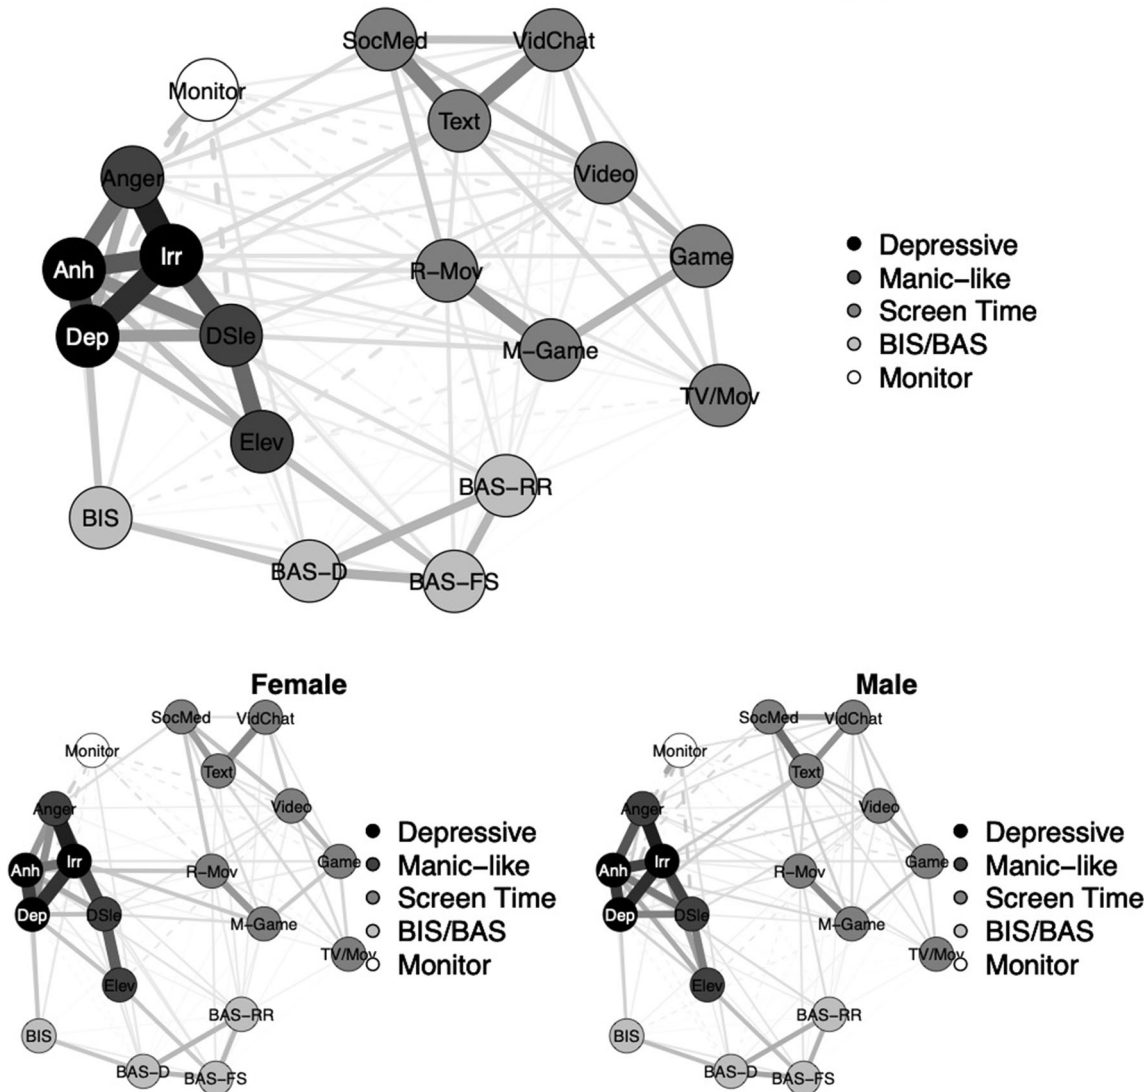 SocMed
VidChat
Monitor
Text
Anger
Video
Irr
Anh
R-Mov
Game
Dep
DSle
M-Game
TV/Mov
Elev
BAS-RR
BIS
BAS-D
BAS-FS
Depressive
Manic-like
Screen Time
BIS/BAS
Monitor
Female
SocMed
VidChat
Monitor
Text
Anger
Video
Irr
Anh
R-Mov
Game
Dep
DSle
M-Game
TV/Mov
Elev
BAS-RR
BIS
BAS-D
BAS-FS
Depressive
Manic-like
Screen Time
BIS/BAS
Monitor
Male
SocMed
VidChat
Monitor
Text
Anger
Video
Irr
Anh
R-Mov
Game
Dep
DSle
M-Game
TV/Mov
Elev
BAS-RR
BIS
BAS-D
BAS-FS
Depressive
Manic-like
Screen Time
BIS/BAS
Monitor